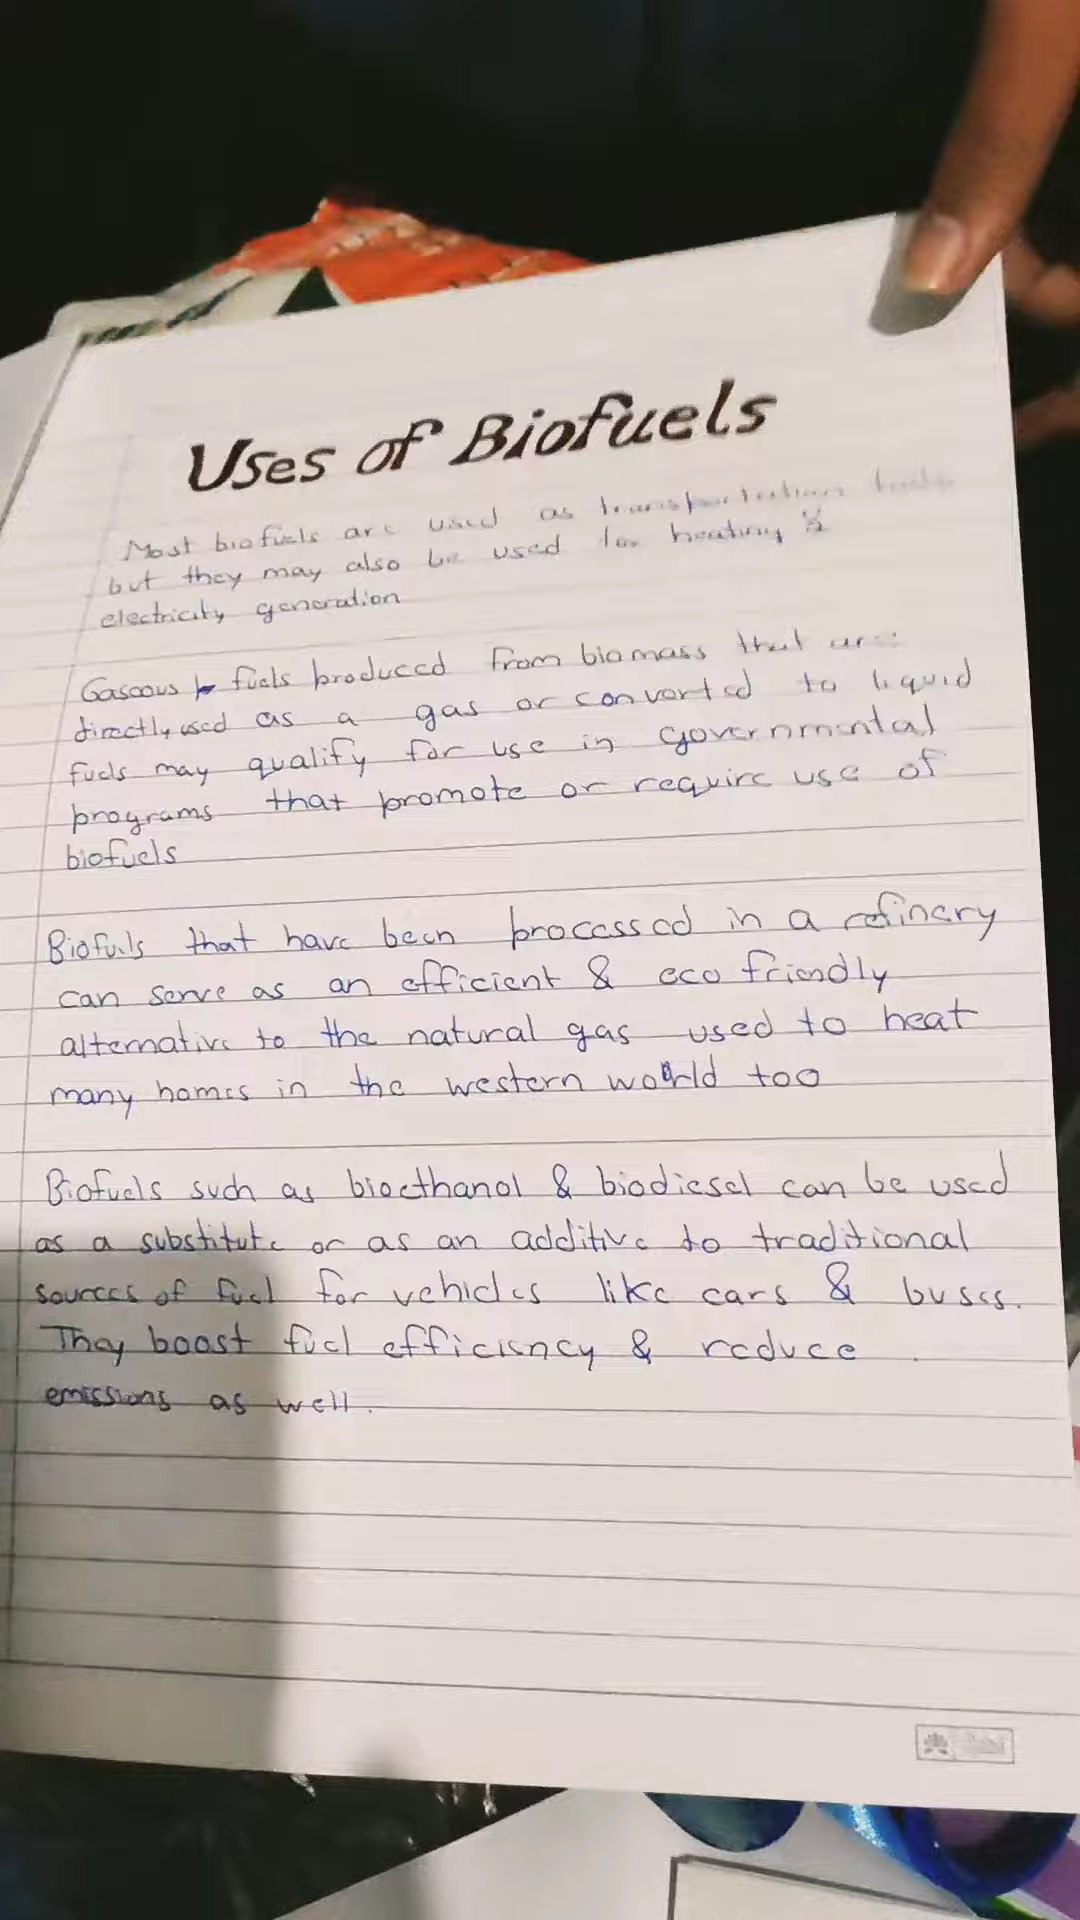 Uses of Biofuels
Most biofuels are used as transportation fuels
but they may also be used for heating &
electricity generation
Gaseous fuels produced from biomass that are
directly used as a gas or converted to liquid
fuels may qualify for use in governmental
programs that promote or require use of
biofuels
Biofuels that have been processed in a refinery
can serve as an efficient & eco friendly
alternative to the natural gas used to heat
many homes in the western world too
Biofuels such as bioethanol & biodiesel can be used
as a substitute or as an additive to traditional
sources of fuel for vehicles like cars & buses.
They boost fuel efficiency & reduce
emissions as well.